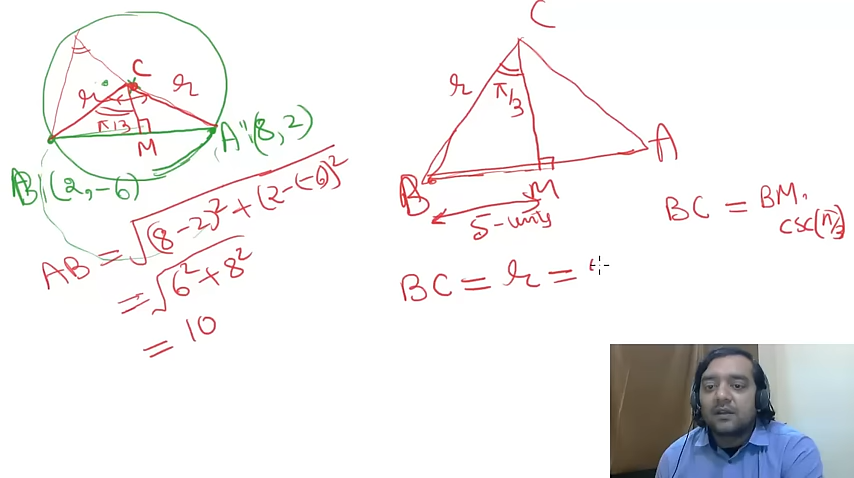 C
r r
π/3
M
A (8, 2)
B (2, -6)
AB = √(8-2)² + (2-(-6))²
= √6² + 8²
= 10
C
r π/3
B M A
5-units
BC = BM.
csc(π/3)
BC = r =